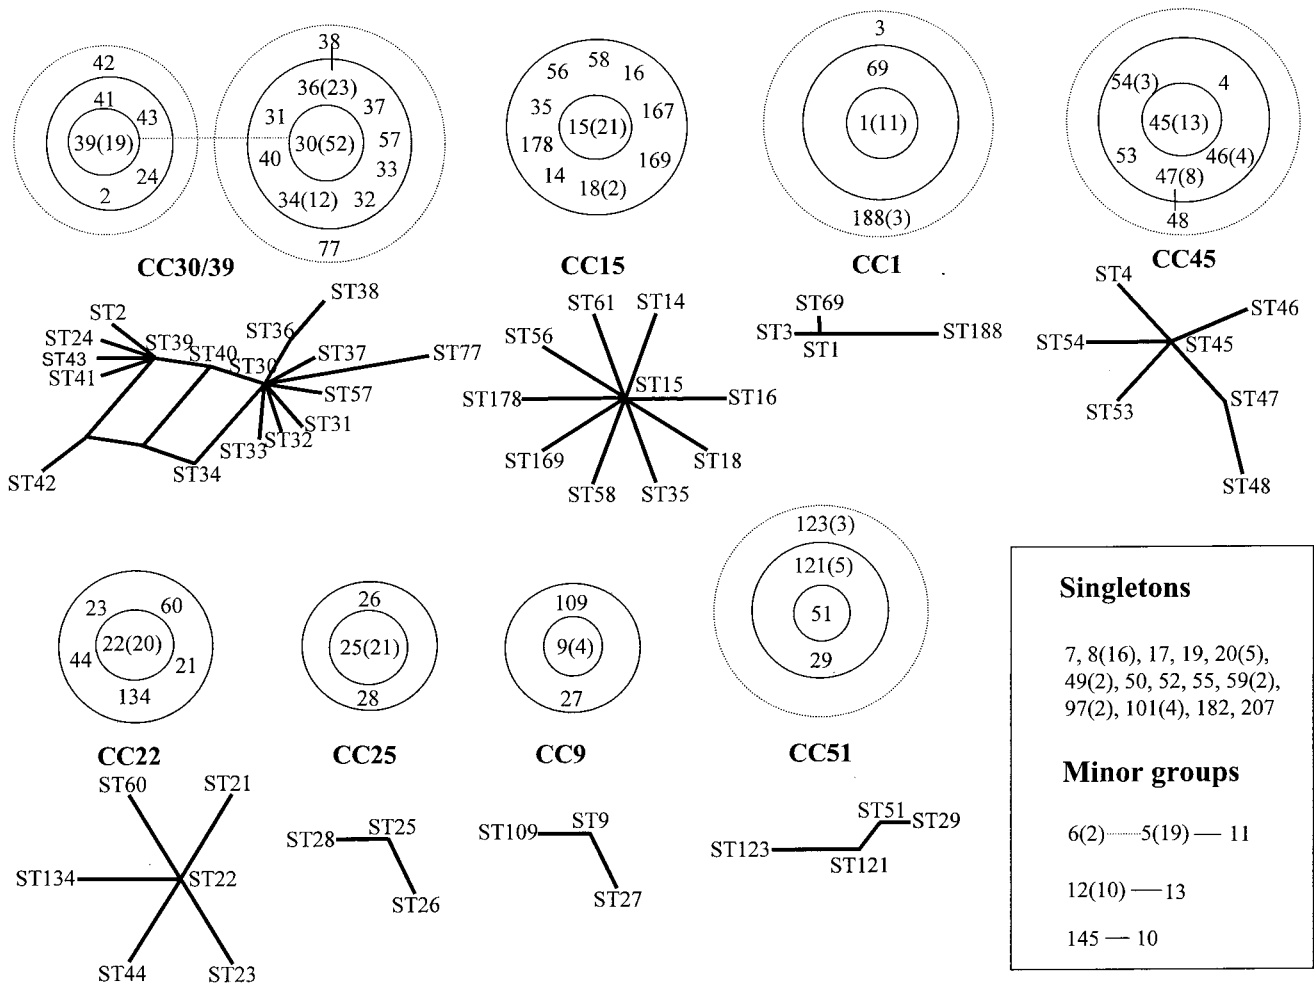 42
41
43
39(19)
24
2
38
36(23)
31
37
30(52)
57
40
33
34(12)
32
77
CC30/39
56
58
16
35
15(21)
167
178
169
14
18(2)
CC15
3
69
1(11)
188(3)
CC1
54(3)
4
45(13)
53
46(4)
47(8)
48
CC45
ST38
ST2
ST36
ST24
ST39
ST43
ST40
ST37
ST77
ST41
ST30
ST57
ST31
ST33
ST32
ST34
ST42
ST61
ST14
ST56
ST15
ST178
ST16
ST169
ST18
ST58
ST35
ST69
ST3
ST188
ST1
ST4
ST46
ST54
ST45
ST53
ST47
ST48
23
60
22(20)
44
21
134
CC22
26
25(21)
28
CC25
109
9(4)
27
CC9
123(3)
121(5)
51
29
CC51
ST60
ST21
ST134
ST22
ST44
ST23
ST28
ST25
ST26
ST109
ST9
ST27
ST51
ST29
ST123
ST121
Singletons
7, 8(16), 17, 19, 20(5),
49(2), 50, 52, 55, 59(2),
97(2), 101(4), 182, 207
Minor groups
6(2) 5(19) — 11
12(10) — 13
145 — 10